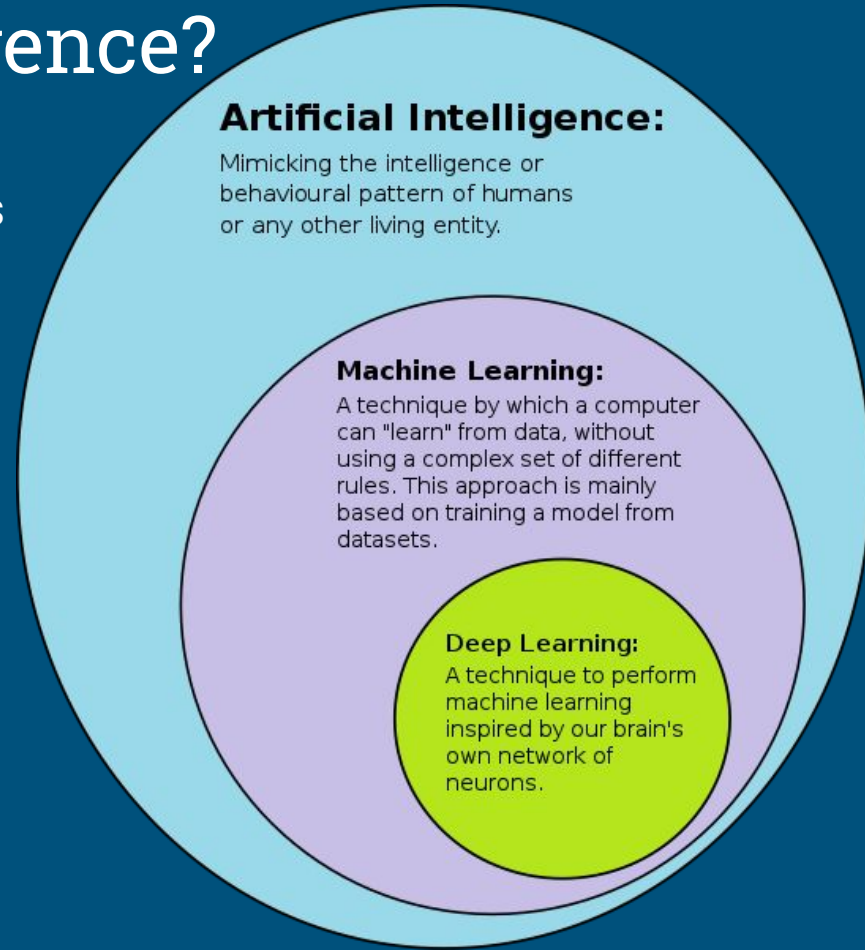 ence?
s
Artificial Intelligence:
Mimicking the intelligence or
behavioural pattern of humans
or any other living entity.
Machine Learning:
A technique by which a computer
can "learn" from data, without
using a complex set of different
rules. This approach is mainly
based on training a model from
datasets.
Deep Learning:
A technique to perform
machine learning
inspired by our brain's
own network of
neurons.